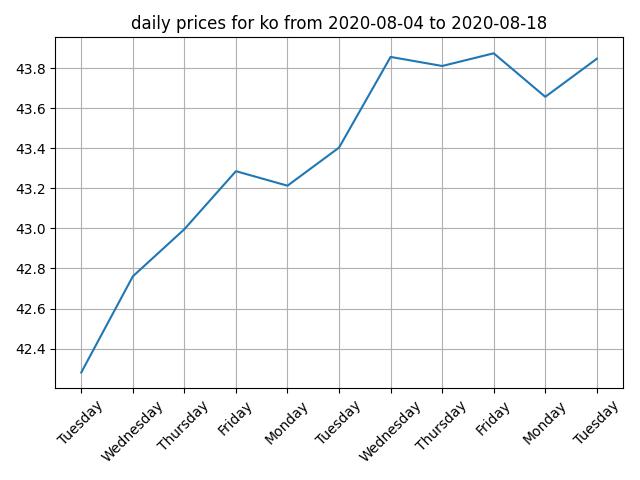 daily prices for ko from 2020-08-04 to 2020-08-18
43.8
43.6
43.4
43.2
43.0
42.8
42.6
42.4
Tuesday
Wednesday
Thursday
Friday
Monday
Tuesday
Wednesday
Thursday
Friday
Monday
Tuesday